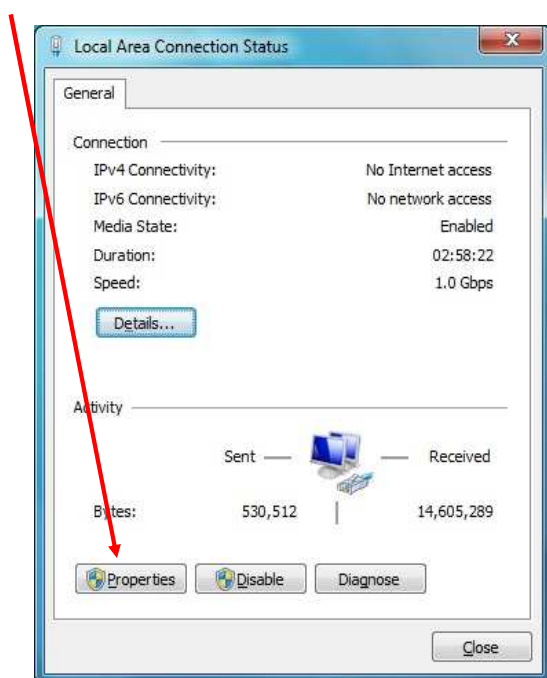 Local Area Connection Status
General
Connection
IPv4 Connectivity: No Internet access
IPv6 Connectivity: No network access
Media State: Enabled
Duration: 02:58:22
Speed: 1.0 Gbps
Details...
Activity
Sent Received
Bytes: 530,512 14,605,289
Properties Disable Diagnose
Close